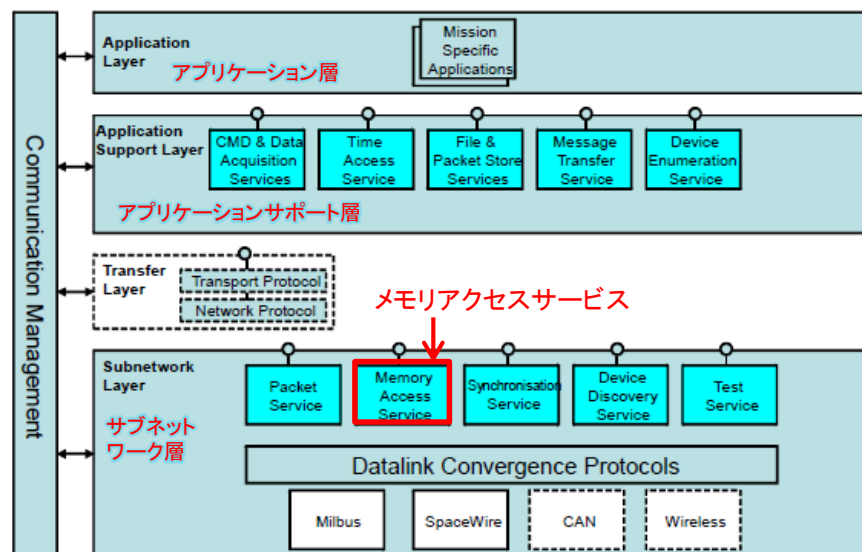 Communication Management
Application
Layer
アプリケーション層
Mission
Specific
Applications
Application
Support Layer
CMD & Data
Acquisition
Services
Time
Access
Service
File &
Packet Store
Services
Message
Transfer
Service
Device
Enumeration
Service
アプリケーションサポート層
Transfer
Layer
Transport Protocol
Network Protocol
メモリアクセスサービス
Subnetwork
Layer
サブネット
ワーク層
Packet
Service
Memory
Access
Service
Synchronisation
Service
Device
Discovery
Service
Test
Service
Datalink Convergence Protocols
Milbus
SpaceWire
CAN
Wireless